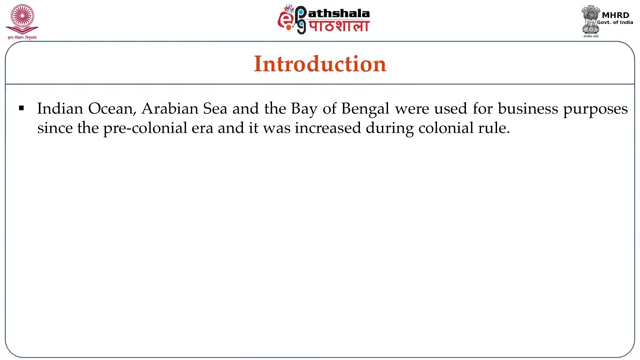 Pathshala
पाठशाला
MHRD
Govt. of India
Introduction
▪ Indian Ocean, Arabian Sea and the Bay of Bengal were used for business purposes
since the pre-colonial era and it was increased during colonial rule.